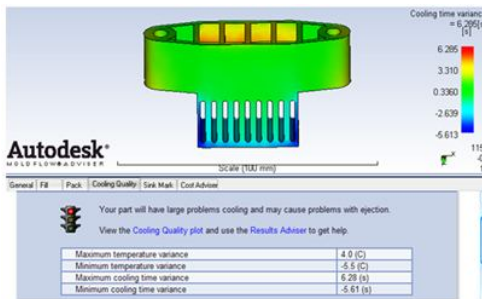 Cooling time variance
= 6.285[s
[s]
6.285
3.310
0.3360
-2.639
-5.613
Autodesk
MOLDFLOW ADVISER
Scale (100 mm)
General Fill Pack Cooling Quality Sink Mark Cost Adviser
Your part will have large problems cooling and may cause problems with ejection.
View the Cooling Quality plot and use the Results Adviser to get help.
Maximum temperature variance 4.0 (C)
Minimum temperature variance -5.5 (C)
Maximum cooling time variance 6.28 (s)
Minimum cooling time variance -5.61 (s)